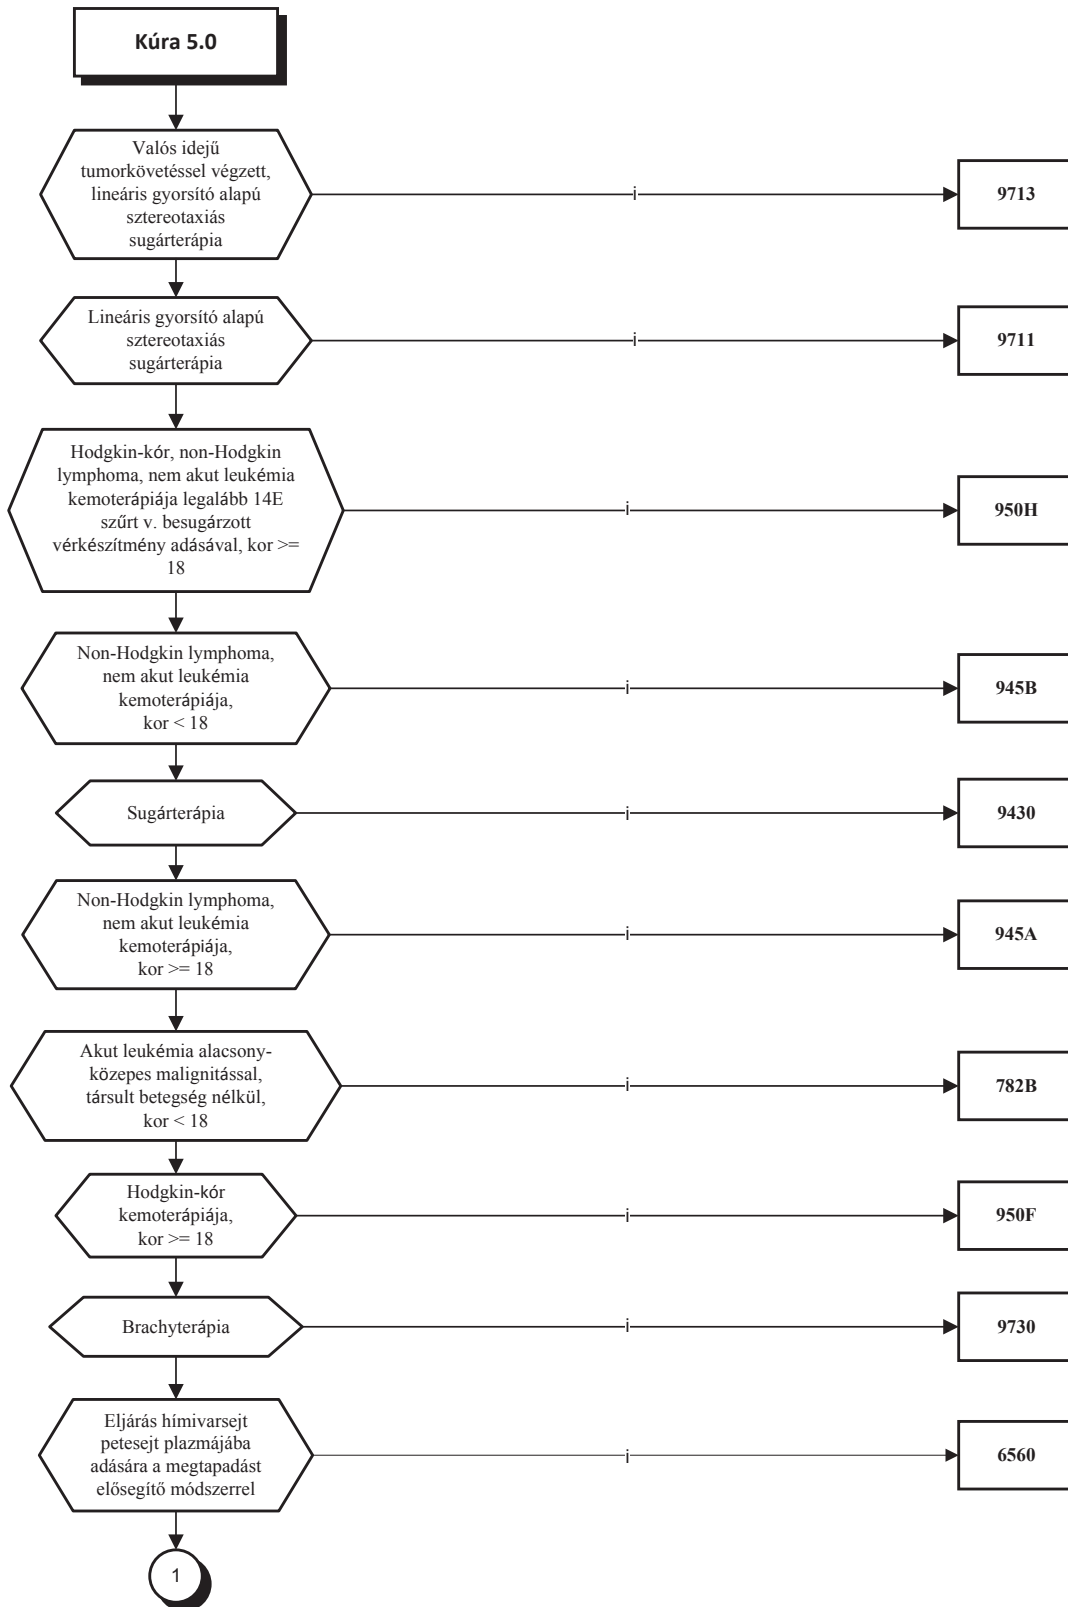 Kúra 5.0
Valós idejű
tumorkövetéssel végzett,
lineáris gyorsító alapú
sztereotaxiás
sugárterápia
i
9713
Lineáris gyorsító alapú
sztereotaxiás
sugárterápia
i
9711
Hodgkin-kór, non-Hodgkin
lymphoma, nem akut leukémia
kemoterápiája legalább 14E
szűrt v. besugárzott
vérkészítmény adásával, kor >=
18
i
950H
Non-Hodgkin lymphoma,
nem akut leukémia
kemoterápiája,
kor < 18
i
945B
Sugárterápia
i
9430
Non-Hodgkin lymphoma,
nem akut leukémia
kemoterápiája,
kor >= 18
i
945A
Akut leukémia alacsony-
közepes malignitással,
társult betegség nélkül,
kor < 18
i
782B
Hodgkin-kór
kemoterápiája,
kor >= 18
i
950F
Brachyterápia
i
9730
Eljárás hímivarsejt
petesejt plazmájába
adására a megtapadást
elősegítő módszerrel
i
6560
1